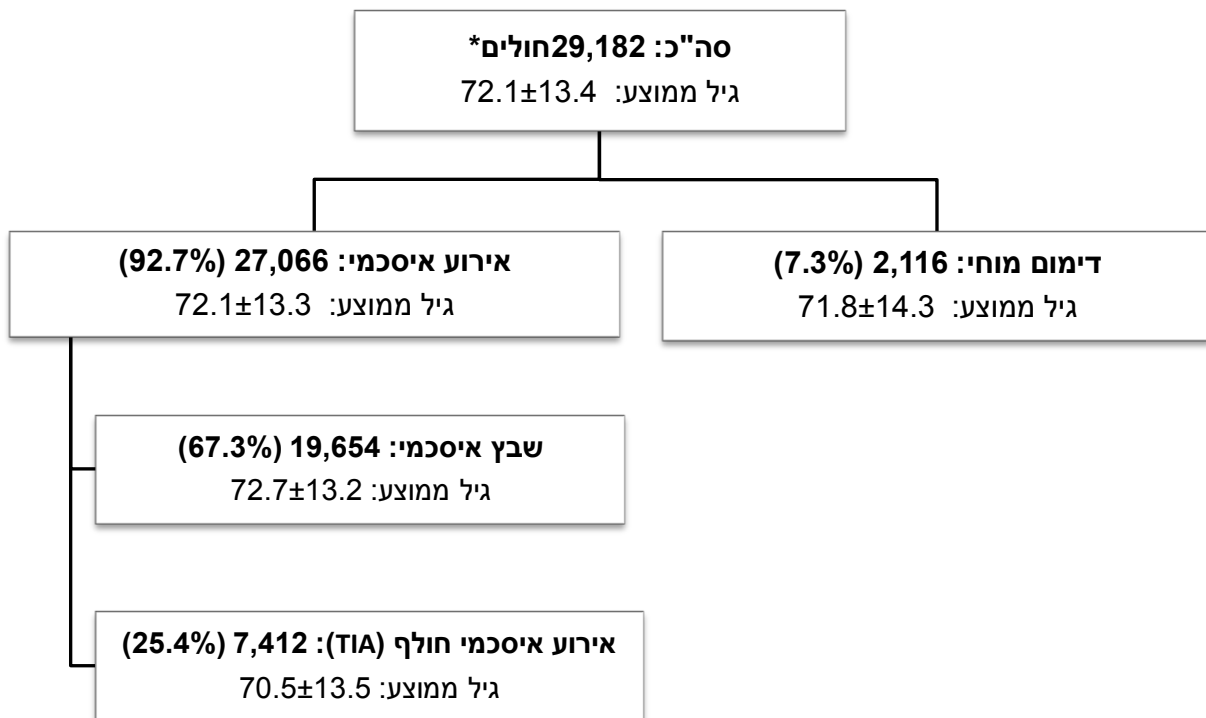 סה"כ: 29,182חולים*
גיל ממוצע: 72.1±13.4
אירוע איסכמי: 27,066 (92.7%)
גיל ממוצע: 72.1±13.3
דימום מוחי: 2,116 (7.3%)
גיל ממוצע: 71.8±14.3
שבץ איסכמי: 19,654 (67.3%)
גיל ממוצע: 72.7±13.2
אירוע איסכמי חולף (TIA): 7,412 (25.4%)
גיל ממוצע: 70.5±13.5